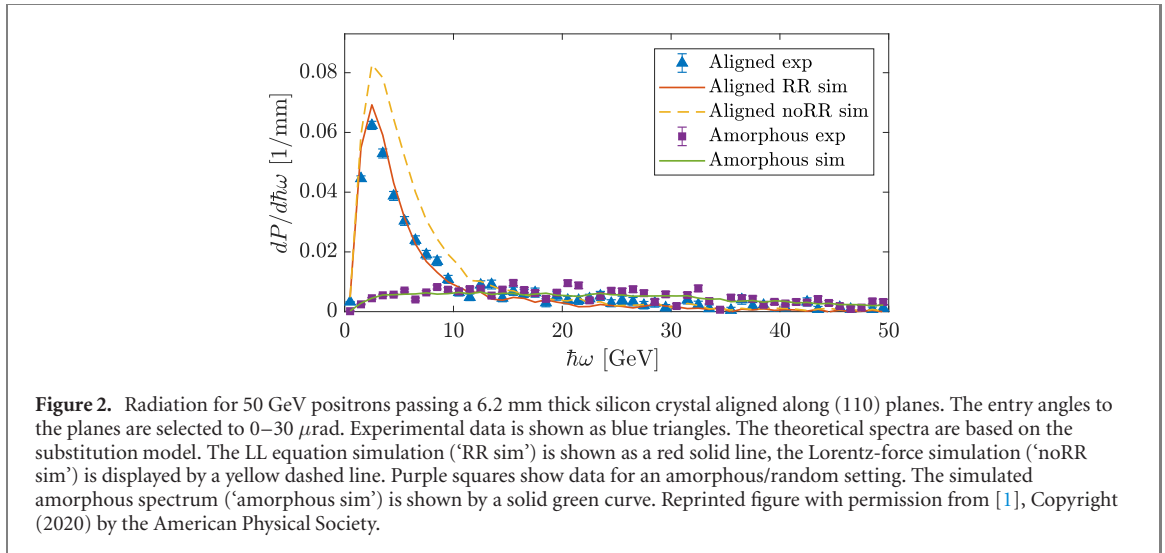 0.08
0.06
0.04
0.02
0
dP/dħω [1/mm]
0 10 20 30 40 50
ħω [GeV]
Aligned exp
Aligned RR sim
Aligned noRR sim
Amorphous exp
Amorphous sim
Figure 2. Radiation for 50 GeV positrons passing a 6.2 mm thick silicon crystal aligned along (110) planes. The entry angles to
the planes are selected to 0–30 μrad. Experimental data is shown as blue triangles. The theoretical spectra are based on the
substitution model. The LL equation simulation (‘RR sim’) is shown as a red solid line, the Lorentz-force simulation (‘noRR
sim’) is displayed by a yellow dashed line. Purple squares show data for an amorphous/random setting. The simulated
amorphous spectrum (‘amorphous sim’) is shown by a solid green curve. Reprinted figure with permission from [1], Copyright
(2020) by the American Physical Society.